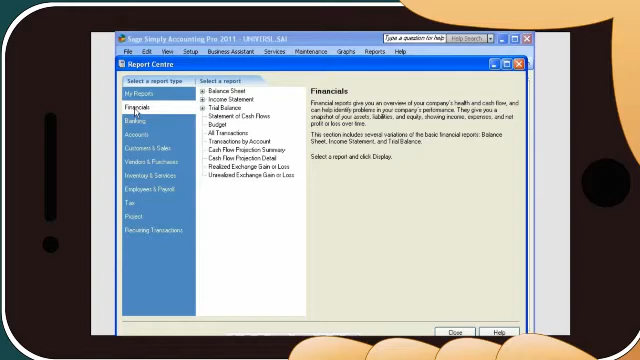 Sage Simply Accounting Pro 2011 - UNIVERSL.SAI
Type a question for help
Help Search
File Edit View Setup Business Assistant Services Maintenance Graphs Reports Help
Report Centre
Select a report type
My Reports
Financials
Banking
Accounts
Customers & Sales
Vendors & Purchases
Inventory & Services
Employees & Payroll
Tax
Project
Recurring Transactions
Select a report
Balance Sheet
Income Statement
Trial Balance
Statement of Cash Flows
Budget
All Transactions
Transactions by Account
Cash Flow Projection Summary
Cash Flow Projection Detail
Realized Exchange Gain or Loss
Unrealized Exchange Gain or Loss
Financials
Financial reports give you an overview of your company's health and cash flow, and
can help identify problems in your company's performance. They give you a
snapshot of your assets, liabilities, and equity, showing income, expenses, and net
profit or loss over time.
This section includes several variations of the basic financial reports: Balance
Sheet, Income Statement, and Trial Balance.
Select a report and click Display.
Close
Help